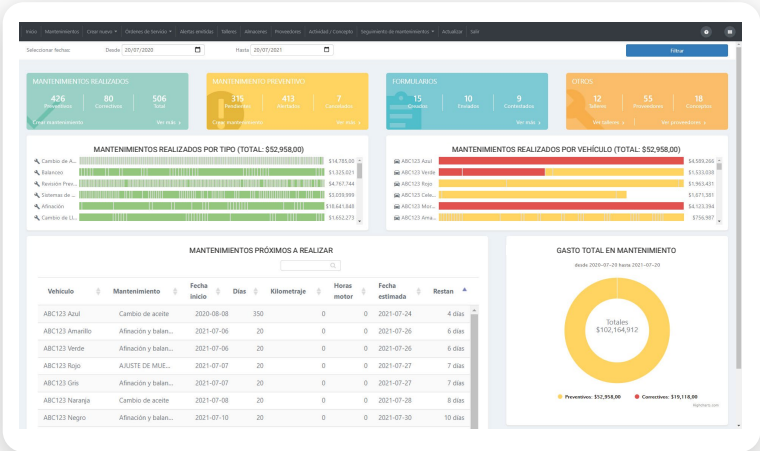 Inicio Mantenimientos Crear nuevo Órdenes de Servicio Alertas emitidas Talleres Almacenes Proveedores Actividad / Concepto Seguimiento de mantenimientos Actualizar Salir
Seleccionar fechas Desde 20/07/2020 Hasta 20/07/2021 Filtrar
MANTENIMIENTOS REALIZADOS
426 80 506
Preventivos Correctivos Total
Crear mantenimiento Ver más >
MANTENIMIENTO PREVENTIVO
315 413 7
Pendientes Alertados Cancelados
Crear mantenimiento Ver más >
FORMULARIOS
15 10 9
Creados Enviados Contestados
Ver más >
OTROS
12 55 18
Talleres Proveedores Conceptos
Ver talleres > Ver proveedores >
MANTENIMIENTOS REALIZADOS POR TIPO (TOTAL: $52,958,00)
Cambio de A... $14,785,00
Balanceo $1,325,021
Revisión Prev... $4,767,744
Sistemas de ...
Afinación $10,641,848
Cambio de Ll... $1,652,273
MANTENIMIENTOS REALIZADOS POR VEHÍCULO (TOTAL: $52,958,00)
ABC123 Azul $4,589,266
ABC123 Verde $1,533,030
ABC123 Rojo $1,963,431
ABC123 Cele... $1,671,361
ABC123 Mor... $4,123,394
ABC123 Ama... $756,987
MANTENIMIENTOS PRÓXIMOS A REALIZAR
Vehículo Mantenimiento Fecha inicio Días Kilometraje Horas motor Fecha estimada Restan
ABC123 Azul Cambio de aceite 2020-08-08 350 0 0 2021-07-24 4 días
ABC123 Amarillo Afinación y balan... 2021-07-06 20 0 0 2021-07-26 6 días
ABC123 Verde Afinación y balan... 2021-07-06 20 0 0 2021-07-26 6 días
ABC123 Rojo AJUSTE DE MUE... 2021-07-07 20 0 0 2021-07-27 7 días
ABC123 Gris Afinación y balan... 2021-07-07 20 0 0 2021-07-27 7 días
ABC123 Naranja Cambio de aceite 2021-07-08 20 0 0 2021-07-28 8 días
ABC123 Negro Afinación y balan... 2021-07-10 20 0 0 2021-07-30 10 días
GASTO TOTAL EN MANTENIMIENTO
desde 2020-07-20 hasta 2021-07-20
Totales
$102,164,912
Preventivos: $52,958,00 Correctivos: $19,118,00